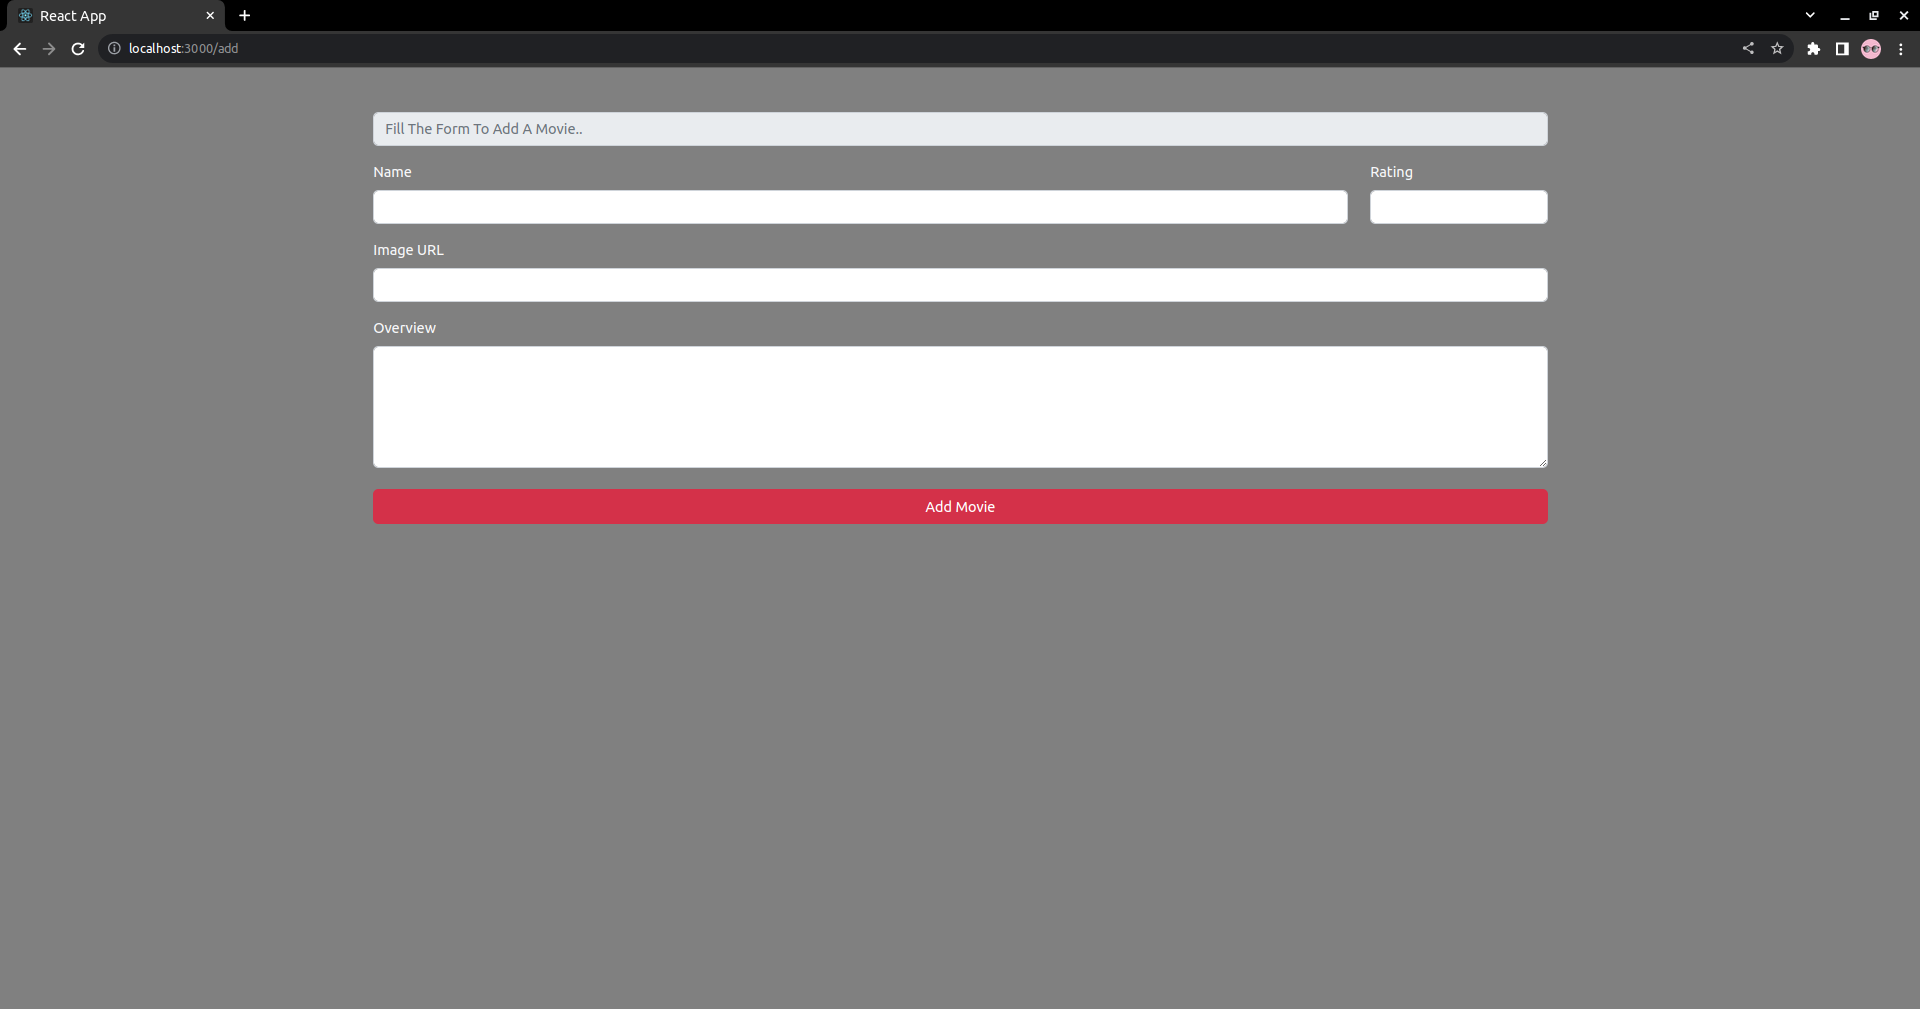 React App
localhost:3000/add
Fill The Form To Add A Movie..
Name
Rating
Image URL
Overview
Add Movie